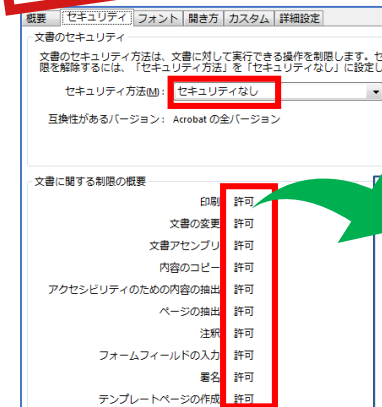 概要 セキュリティ フォント 開き方 カスタム 詳細設定
文書のセキュリティ
文書のセキュリティ方法は、文書に対して実行できる操作を制限します。セ
限を解除するには、「セキュリティ方法」を「セキュリティなし」に設定し
セキュリティ方法(M): セキュリティなし
互換性があるバージョン: Acrobat の全バージョン
文書に関する制限の概要
印刷 許可
文書の変更 許可
文書アセンブリ 許可
内容のコピー 許可
アクセシビリティのための内容の抽出 許可
ページの抽出 許可
注釈 許可
フォームフィールドの入力 許可
署名 許可
テンプレートページの作成 許可